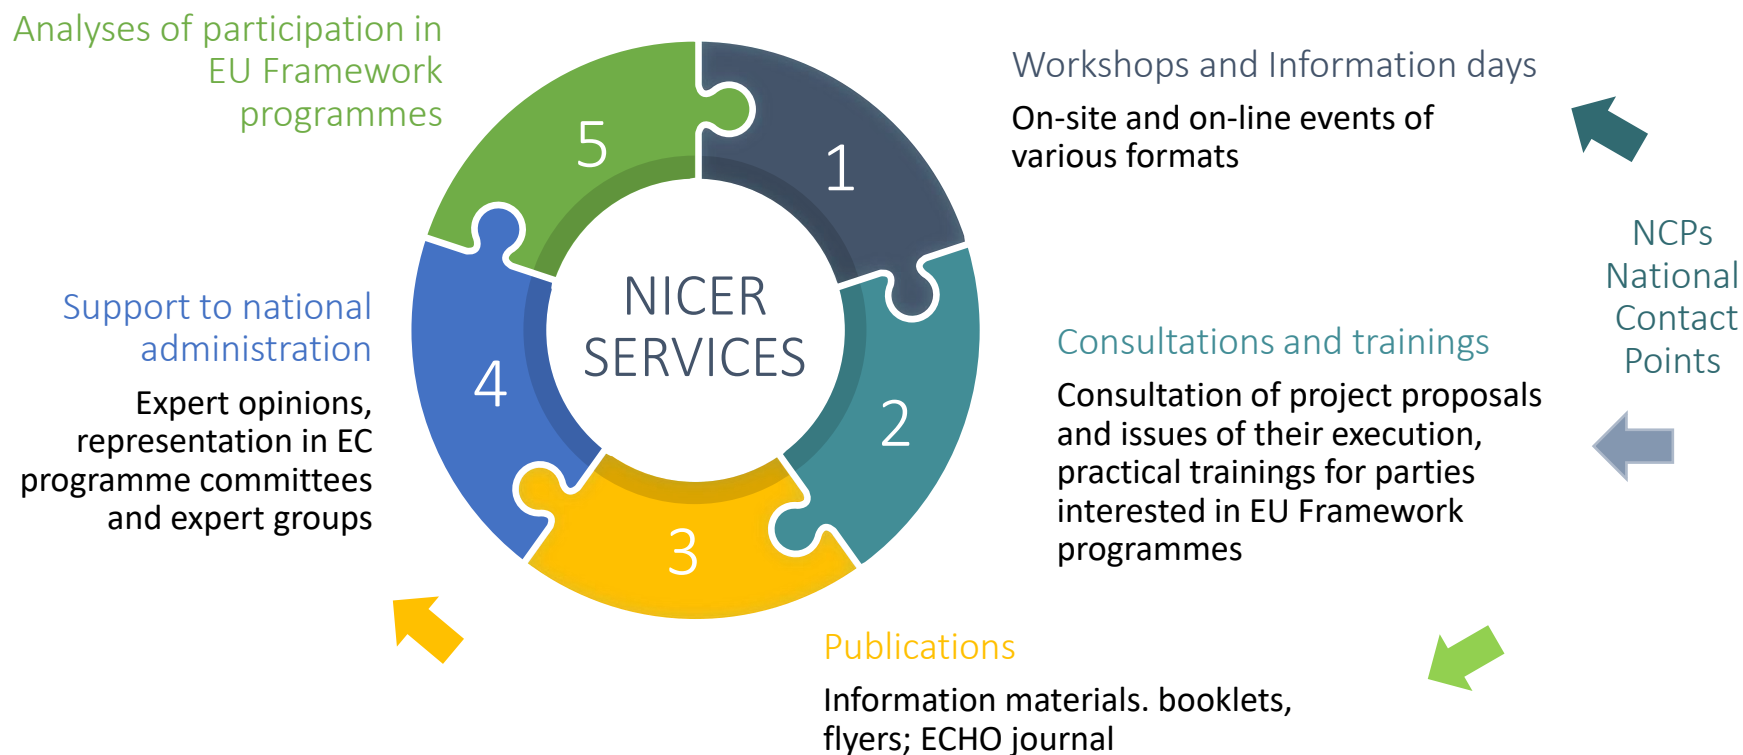 Analyses of participation in
EU Framework
programmes
5
1
Workshops and Information days
On-site and on-line events of
various formats
NCPs
National
Contact
Points
NICER
SERVICES
Support to national
administration
Expert opinions,
representation in EC
programme committees
and expert groups
4
2
Consultations and trainings
Consultation of project proposals
and issues of their execution,
practical trainings for parties
interested in EU Framework
programmes
3
Publications
Information materials. booklets,
flyers; ECHO journal